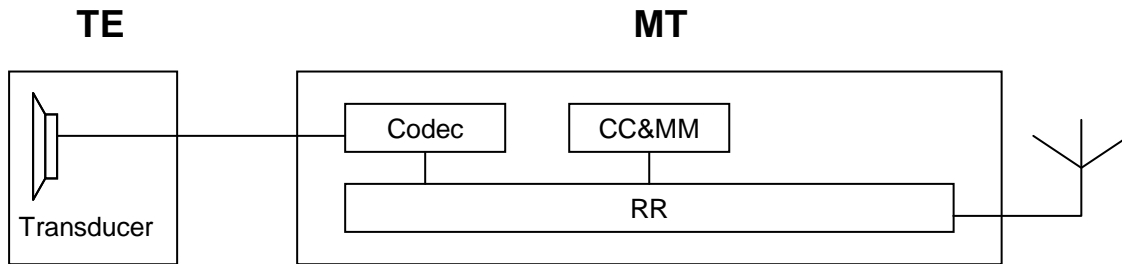 TE
MT
Codec
CC&MM
RR
Transducer